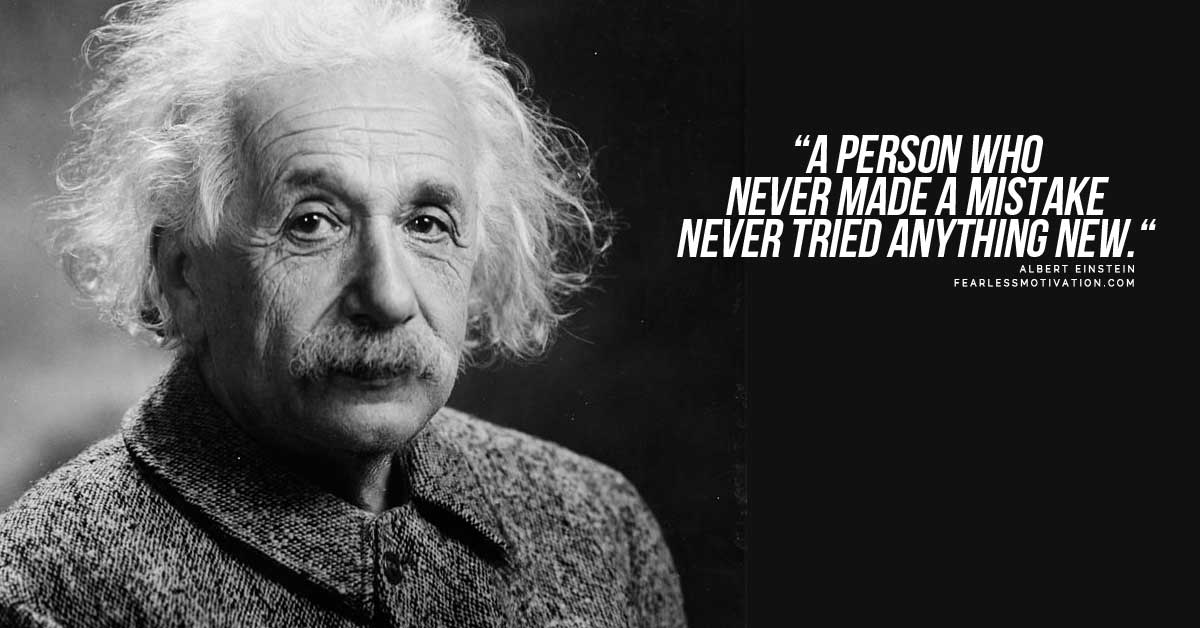 “A PERSON WHO
NEVER MADE A MISTAKE
NEVER TRIED ANYTHING NEW.“
ALBERT EINSTEIN
FEARLESSMOTIVATION.COM